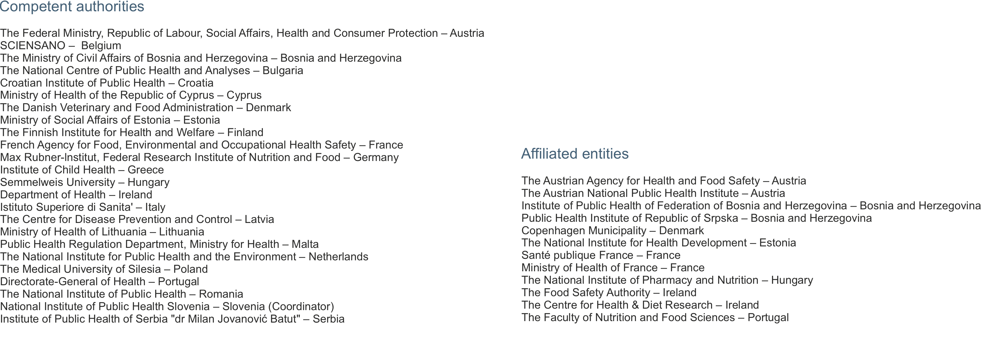 Competent authorities
The Federal Ministry, Republic of Labour, Social Affairs, Health and Consumer Protection – Austria
SCIENSANO –  Belgium
The Ministry of Civil Affairs of Bosnia and Herzegovina – Bosnia and Herzegovina
The National Centre of Public Health and Analyses – Bulgaria
Croatian Institute of Public Health – Croatia
Ministry of Health of the Republic of Cyprus – Cyprus
The Danish Veterinary and Food Administration – Denmark
Ministry of Social Affairs of Estonia – Estonia
The Finnish Institute for Health and Welfare – Finland
French Agency for Food, Environmental and Occupational Health Safety – France
Max Rubner-Institut, Federal Research Institute of Nutrition and Food – Germany
Institute of Child Health – Greece
Semmelweis University – Hungary
Department of Health – Ireland
Istituto Superiore di Sanita' – Italy
The Centre for Disease Prevention and Control – Latvia
Ministry of Health of Lithuania – Lithuania
Public Health Regulation Department, Ministry for Health – Malta
The National Institute for Public Health and the Environment – Netherlands
The Medical University of Silesia – Poland
Directorate-General of Health – Portugal
The National Institute of Public Health – Romania
National Institute of Public Health Slovenia – Slovenia (Coordinator)
Institute of Public Health of Serbia "dr Milan Jovanović Batut" – Serbia
Affiliated entities
The Austrian Agency for Health and Food Safety – Austria
The Austrian National Public Health Institute – Austria
Institute of Public Health of Federation of Bosnia and Herzegovina – Bosnia and Herzegovina
Public Health Institute of Republic of Srpska – Bosnia and Herzegovina
Copenhagen Municipality – Denmark
The National Institute for Health Development – Estonia
Santé publique France – France
Ministry of Health of France – France
The National Institute of Pharmacy and Nutrition – Hungary
The Food Safety Authority – Ireland
The Centre for Health & Diet Research – Ireland
The Faculty of Nutrition and Food Sciences – Portugal